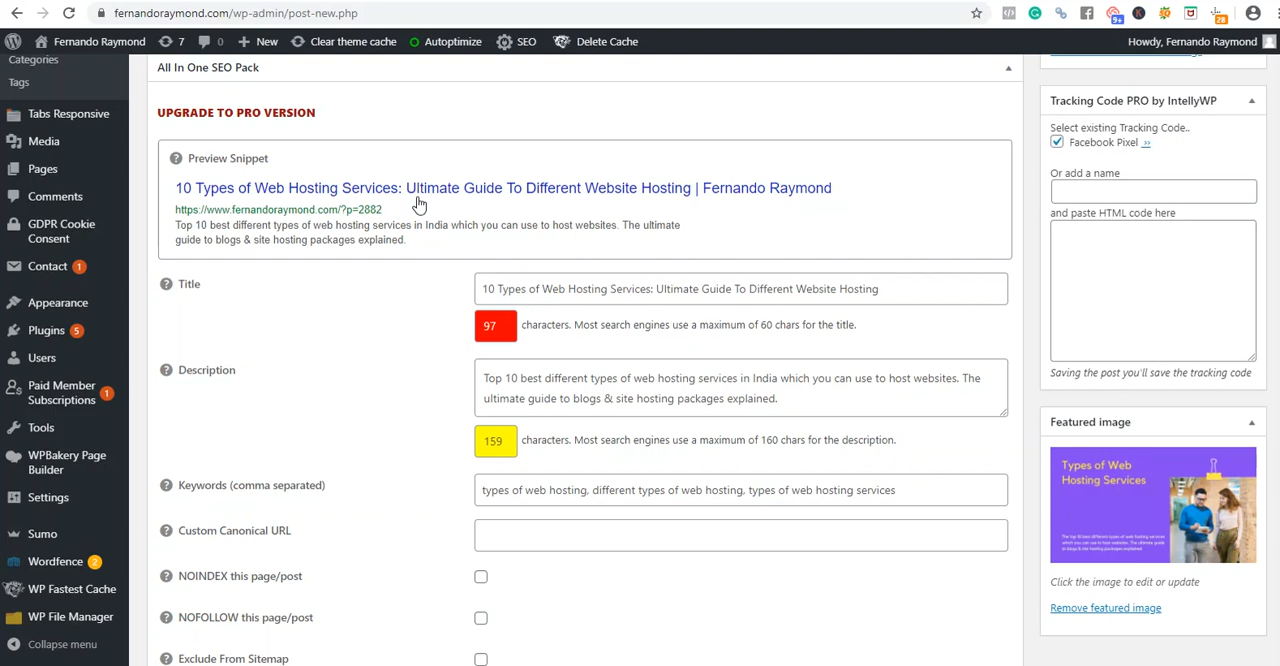 fernandoraymond.com/wp-admin/post-new.php
9+
28
Fernando Raymond
7
0
New
Clear theme cache
Autoptimize
SEO
Delete Cache
Howdy, Fernando Raymond
Categories
Tags
Tabs Responsive
Media
Pages
Comments
GDPR Cookie
Consent
Contact 1
Appearance
Plugins 5
Users
Paid Member
Subscriptions 1
Tools
WPBakery Page
Builder
Settings
Sumo
Wordfence 2
WP Fastest Cache
WP File Manager
Collapse menu
All In One SEO Pack
UPGRADE TO PRO VERSION
Preview Snippet
10 Types of Web Hosting Services: Ultimate Guide To Different Website Hosting | Fernando Raymond
https://www.fernandoraymond.com/?p=2882
Top 10 best different types of web hosting services in India which you can use to host websites. The ultimate
guide to blogs & site hosting packages explained.
Title
10 Types of Web Hosting Services: Ultimate Guide To Different Website Hosting
97 characters. Most search engines use a maximum of 60 chars for the title.
Description
Top 10 best different types of web hosting services in India which you can use to host websites. The
ultimate guide to blogs & site hosting packages explained.
159 characters. Most search engines use a maximum of 160 chars for the description.
Keywords (comma separated)
types of web hosting, different types of web hosting, types of web hosting services
Custom Canonical URL
NOINDEX this page/post
NOFOLLOW this page/post
Exclude From Sitemap
Tracking Code PRO by IntellyWP
Select existing Tracking Code..
Facebook Pixel »
Or add a name
and paste HTML code here
Saving the post you'll save the tracking code
Featured image
Types of Web
Hosting Services
Click the image to edit or update
Remove featured image